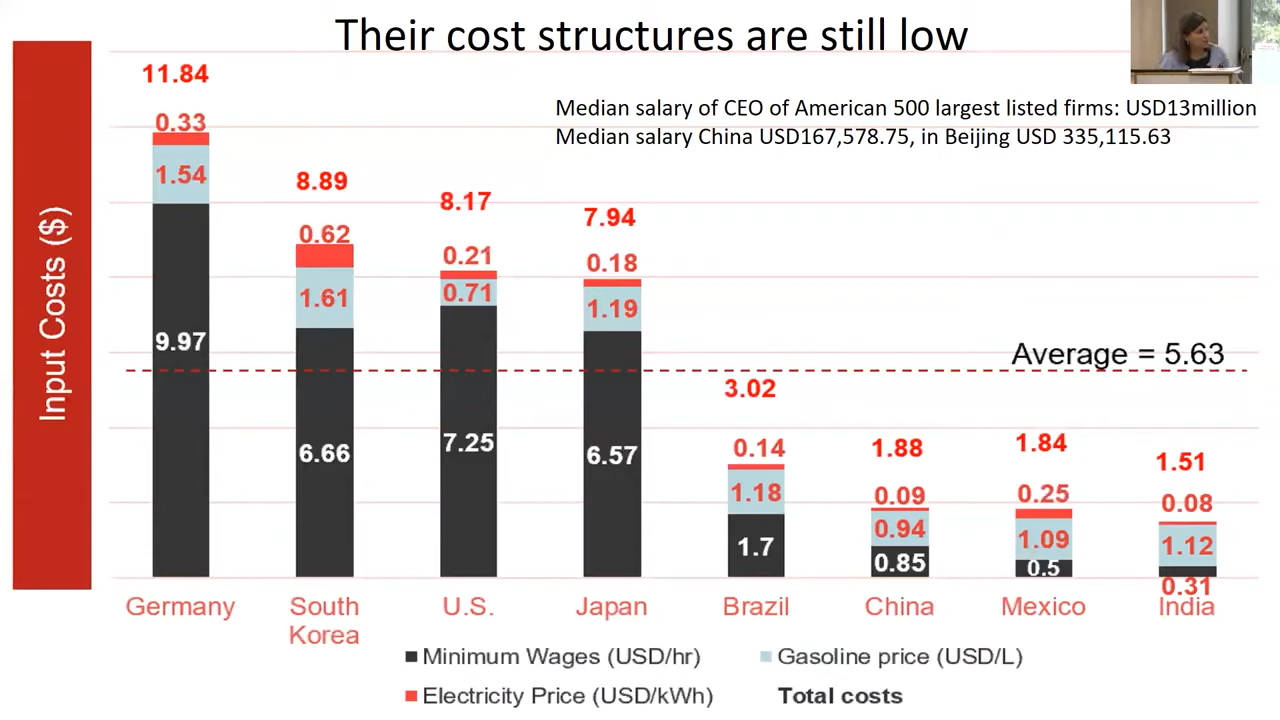 Their cost structures are still low
Median salary of CEO of American 500 largest listed firms: USD13million
Median salary China USD167,578.75, in Beijing USD 335,115.63
Input Costs ($)
11.84
0.33
1.54
9.97
8.89
0.62
1.61
6.66
8.17
0.21
0.71
7.25
7.94
0.18
1.19
6.57
Average = 5.63
3.02
0.14
1.18
1.7
1.88
0.09
0.94
0.85
1.84
0.25
1.09
0.5
1.51
0.08
1.12
0.31
Germany
South
Korea
U.S.
Japan
Brazil
China
Mexico
India
Minimum Wages (USD/hr)
Gasoline price (USD/L)
Electricity Price (USD/kWh)
Total costs